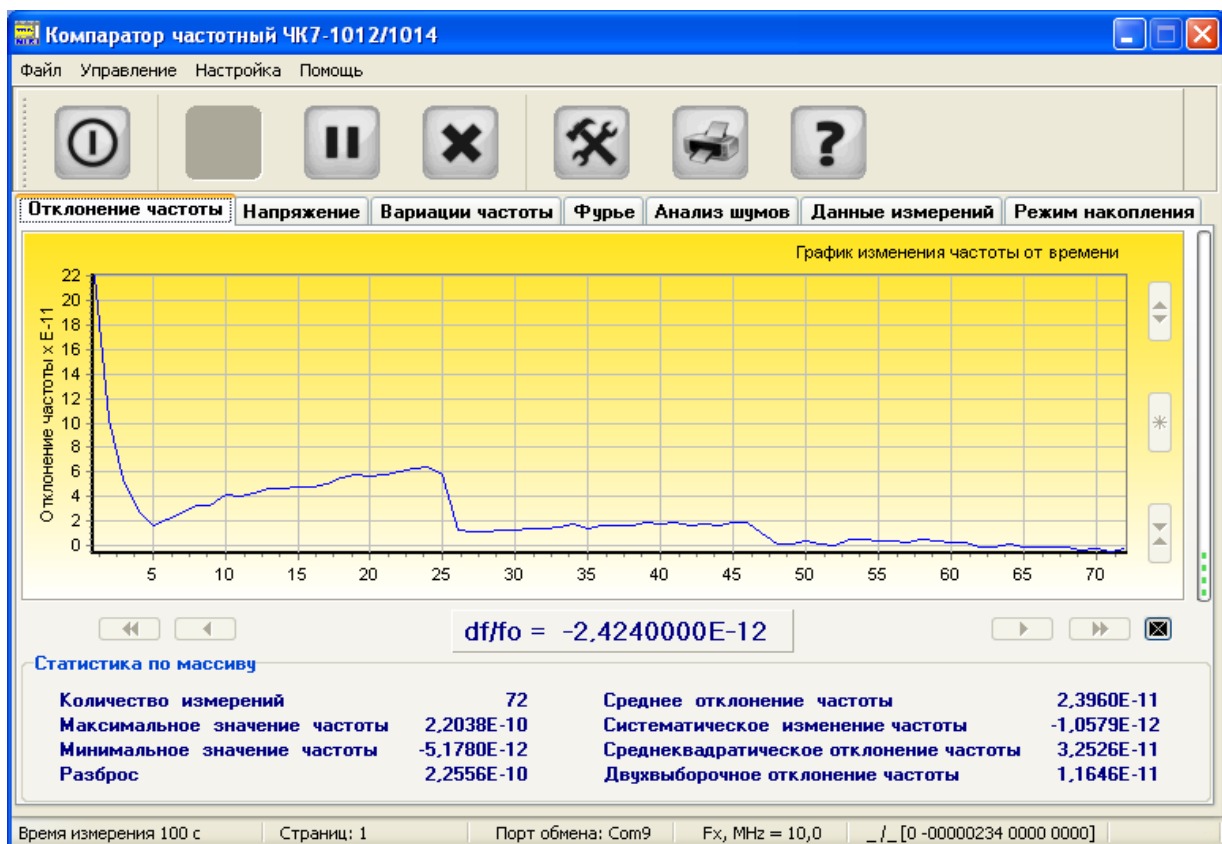 Компаратор частотный ЧК7-1012/1014
Файл Управление Настройка Помощь
Отклонение частоты Напряжение Вариации частоты Фурье Анализ шумов Данные измерений Режим накопления
График изменения частоты от времени
Отклонение частоты x E-11
22
20
18
16
14
12
10
8
6
4
2
0
5 10 15 20 25 30 35 40 45 50 55 60 65 70
df/fo = -2,4240000E-12
Статистика по массиву
Количество измерений 72 Среднее отклонение частоты 2,3960E-11
Максимальное значение частоты 2,2038E-10 Систематическое изменение частоты -1,0579E-12
Минимальное значение частоты -5,1780E-12 Среднеквадратическое отклонение частоты 3,2526E-11
Разброс 2,2556E-10 Двухвыборочное отклонение частоты 1,1646E-11
Время измерения 100 с Страниц: 1 Порт обмена: Com9 Fx, MHz = 10,0 _/_[0 -00000234 0000 0000]